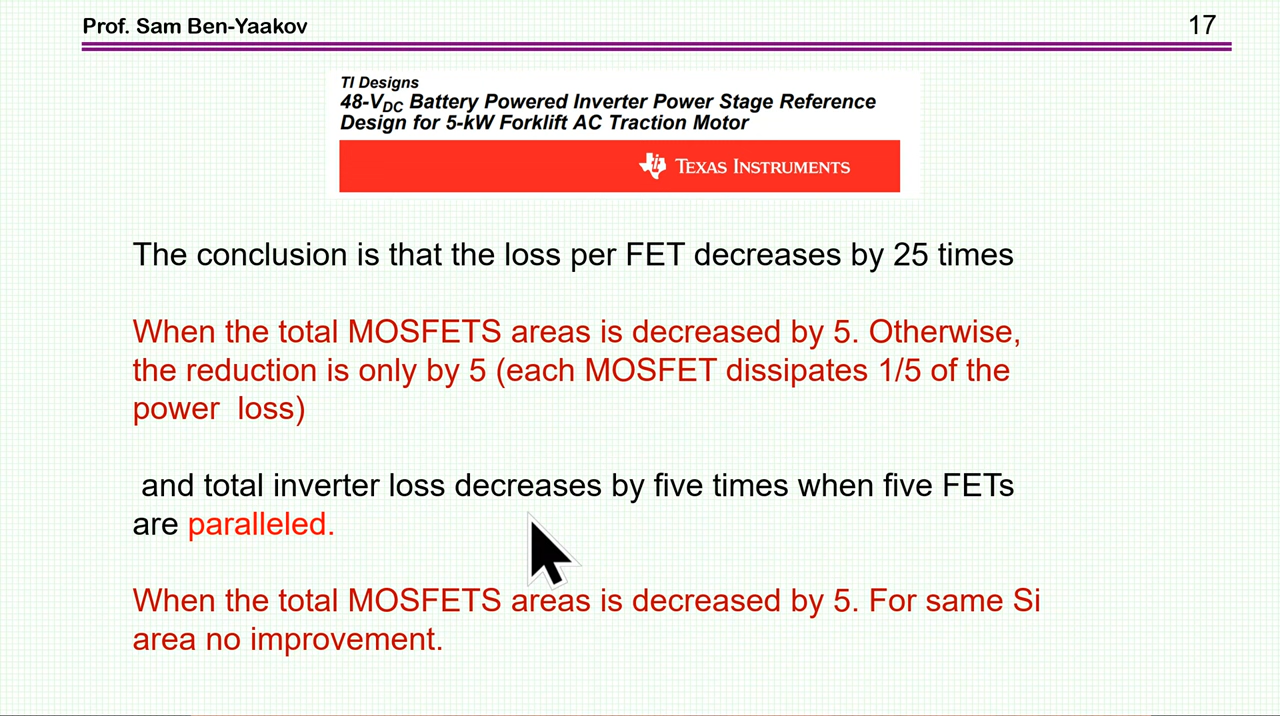 Prof. Sam Ben-Yaakov
17
TI Designs
48-VDC Battery Powered Inverter Power Stage Reference
Design for 5-kW Forklift AC Traction Motor
TEXAS INSTRUMENTS
The conclusion is that the loss per FET decreases by 25 times
When the total MOSFETS areas is decreased by 5. Otherwise,
the reduction is only by 5 (each MOSFET dissipates 1/5 of the
power loss)
and total inverter loss decreases by five times when five FETs
are paralleled.
When the total MOSFETS areas is decreased by 5. For same Si
area no improvement.